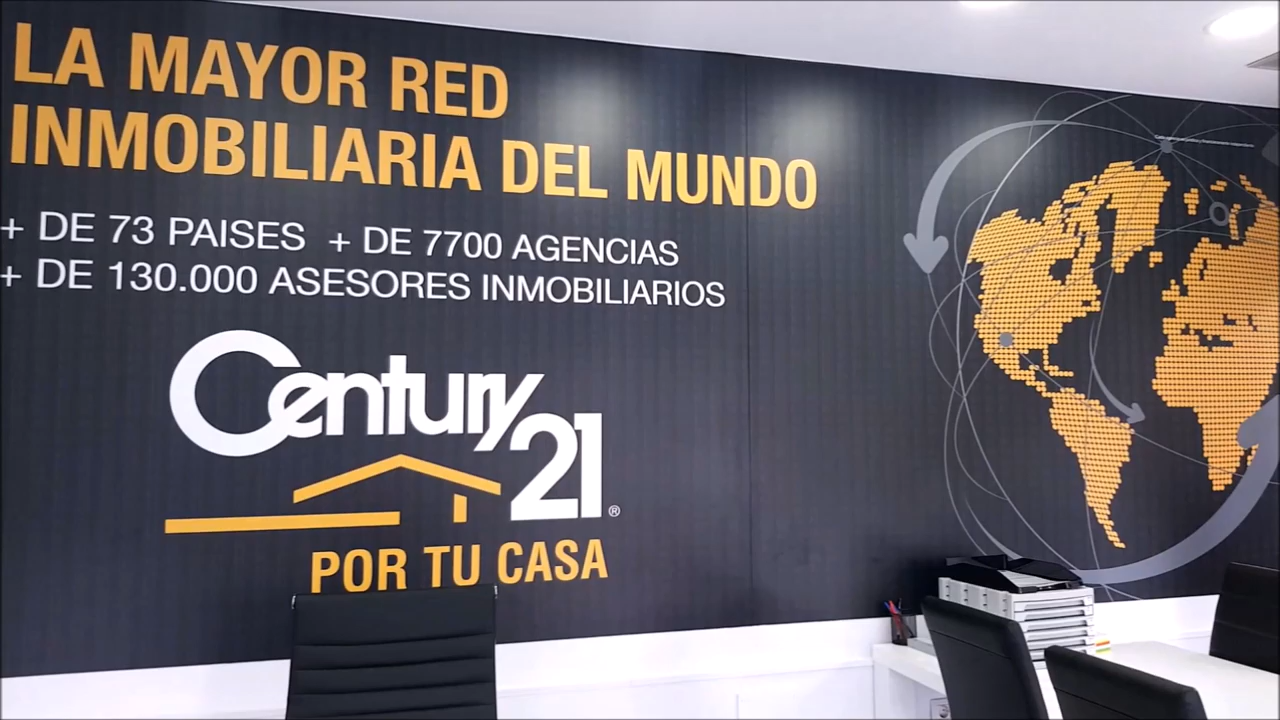 LA MAYOR RED
INMOBILIARIA DEL MUNDO
+ DE 73 PAISES + DE 7700 AGENCIAS
+ DE 130.000 ASESORES INMOBILIARIOS
Century
21®
POR TU CASA